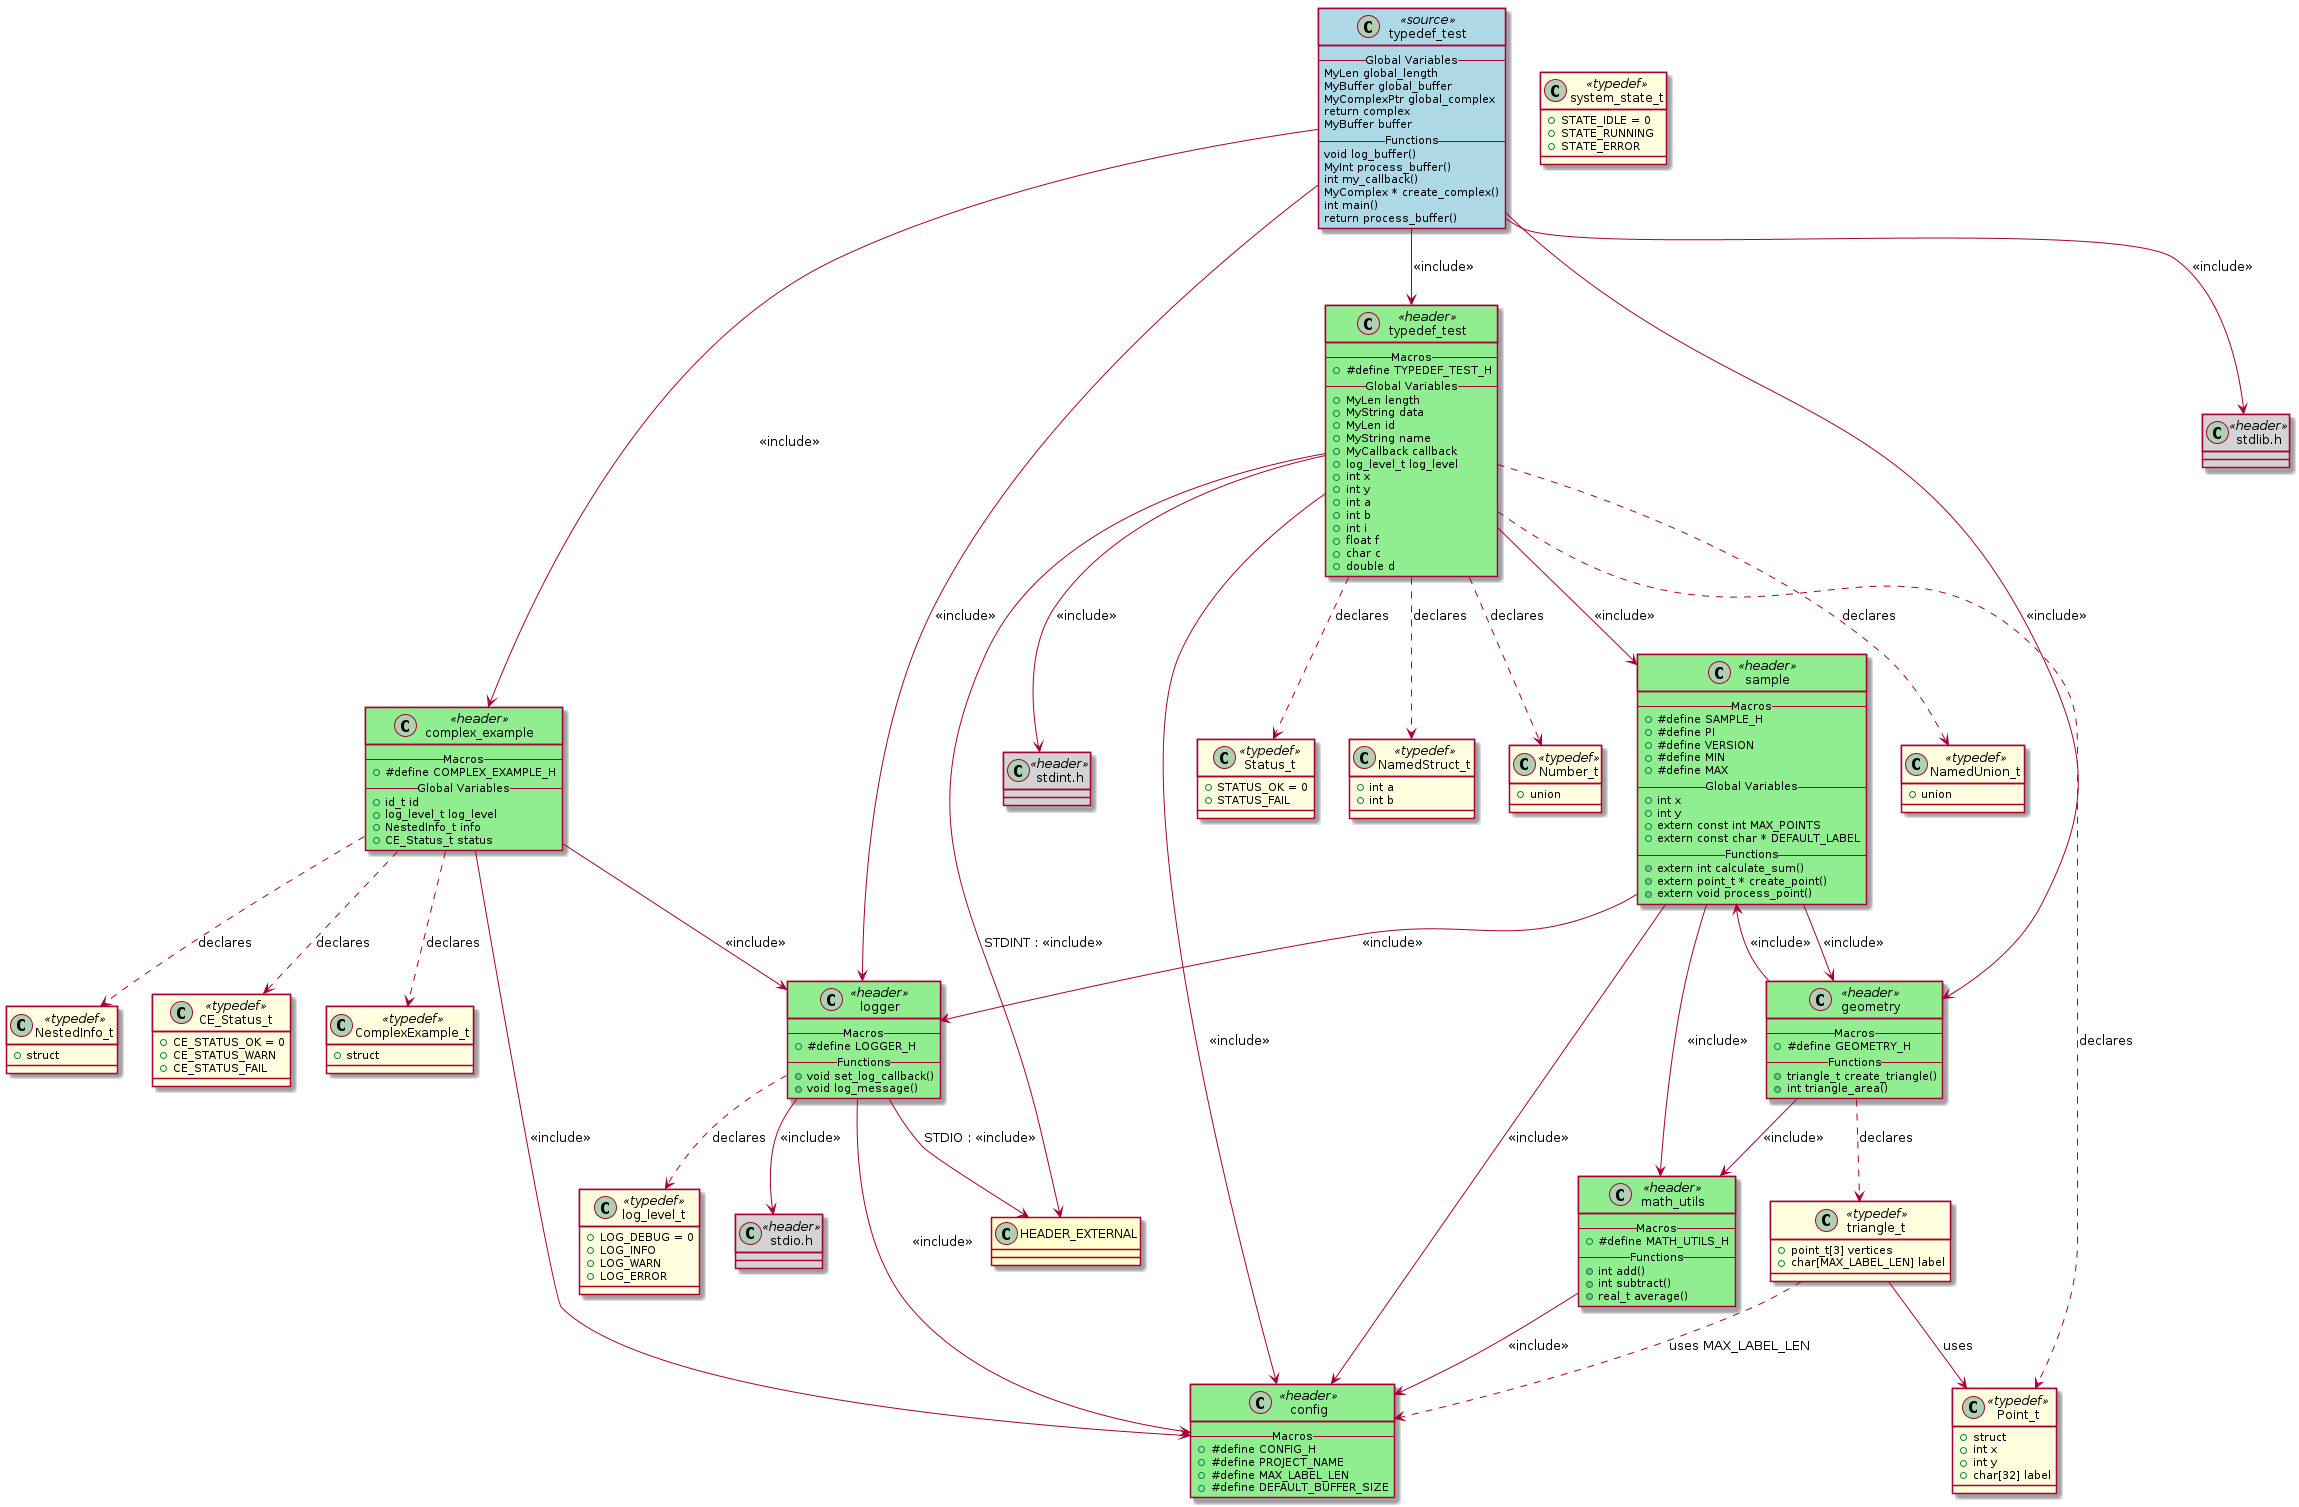 C
«source»
typedef_test
Global Variables
MyLen global_length
MyBuffer global_buffer
MyComplexPtr global_complex
return complex
MyBuffer buffer
Functions
void log_buffer()
MyInt process_buffer()
int my_callback()
MyComplex * create_complex()
int main()
return process_buffer()
C
«typedef»
system_state_t
STATE_IDLE = 0
STATE_RUNNING
STATE_ERROR
«include»
«include»
C
«header»
typedef_test
Macros
#define TYPEDEF_TEST_H
Global Variables
MyLen length
MyString data
MyLen id
MyString name
MyCallback callback
log_level_t log_level
int x
int y
int a
int b
int i
float f
char c
double d
C
«header»
stdlib.h
«include»
«include»
«include»
declares
declares
declares
«include»
declares
«include»
C
«header»
complex_example
Macros
#define COMPLEX_EXAMPLE_H
Global Variables
id_t id
log_level_t log_level
NestedInfo_t info
CE_Status_t status
C
«header»
stdint.h
C
«typedef»
Status_t
STATUS_OK = 0
STATUS_FAIL
C
«typedef»
NamedStruct_t
int a
int b
C
«typedef»
Number_t
union
C
«header»
sample
Macros
#define SAMPLE_H
#define PI
#define VERSION
#define MIN
#define MAX
Global Variables
int x
int y
extern const int MAX_POINTS
extern const char * DEFAULT_LABEL
Functions
extern int calculate_sum()
extern point_t * create_point()
extern void process_point()
C
«typedef»
NamedUnion_t
union
declares
declares
declares
«include»
STDINT : «include»
«include»
«include»
«include»
C
«typedef»
NestedInfo_t
struct
C
«typedef»
CE_Status_t
CE_STATUS_OK = 0
CE_STATUS_WARN
CE_STATUS_FAIL
C
«typedef»
ComplexExample_t
struct
C
«header»
logger
Macros
#define LOGGER_H
Functions
void set_log_callback()
void log_message()
«include»
«include»
C
«header»
geometry
Macros
#define GEOMETRY_H
Functions
triangle_t create_triangle()
int triangle_area()
declares
«include»
declares
«include»
STDIO : «include»
«include»
«include»
declares
C
«typedef»
log_level_t
LOG_DEBUG = 0
LOG_INFO
LOG_WARN
LOG_ERROR
C
«header»
stdio.h
«include»
C
HEADER_EXTERNAL
C
«header»
math_utils
Macros
#define MATH_UTILS_H
Functions
int add()
int subtract()
real_t average()
C
«typedef»
triangle_t
point_t[3] vertices
char[MAX_LABEL_LEN] label
«include»
uses MAX_LABEL_LEN
uses
C
«header»
config
Macros
#define CONFIG_H
#define PROJECT_NAME
#define MAX_LABEL_LEN
#define DEFAULT_BUFFER_SIZE
C
«typedef»
Point_t
struct
int x
int y
char[32] label